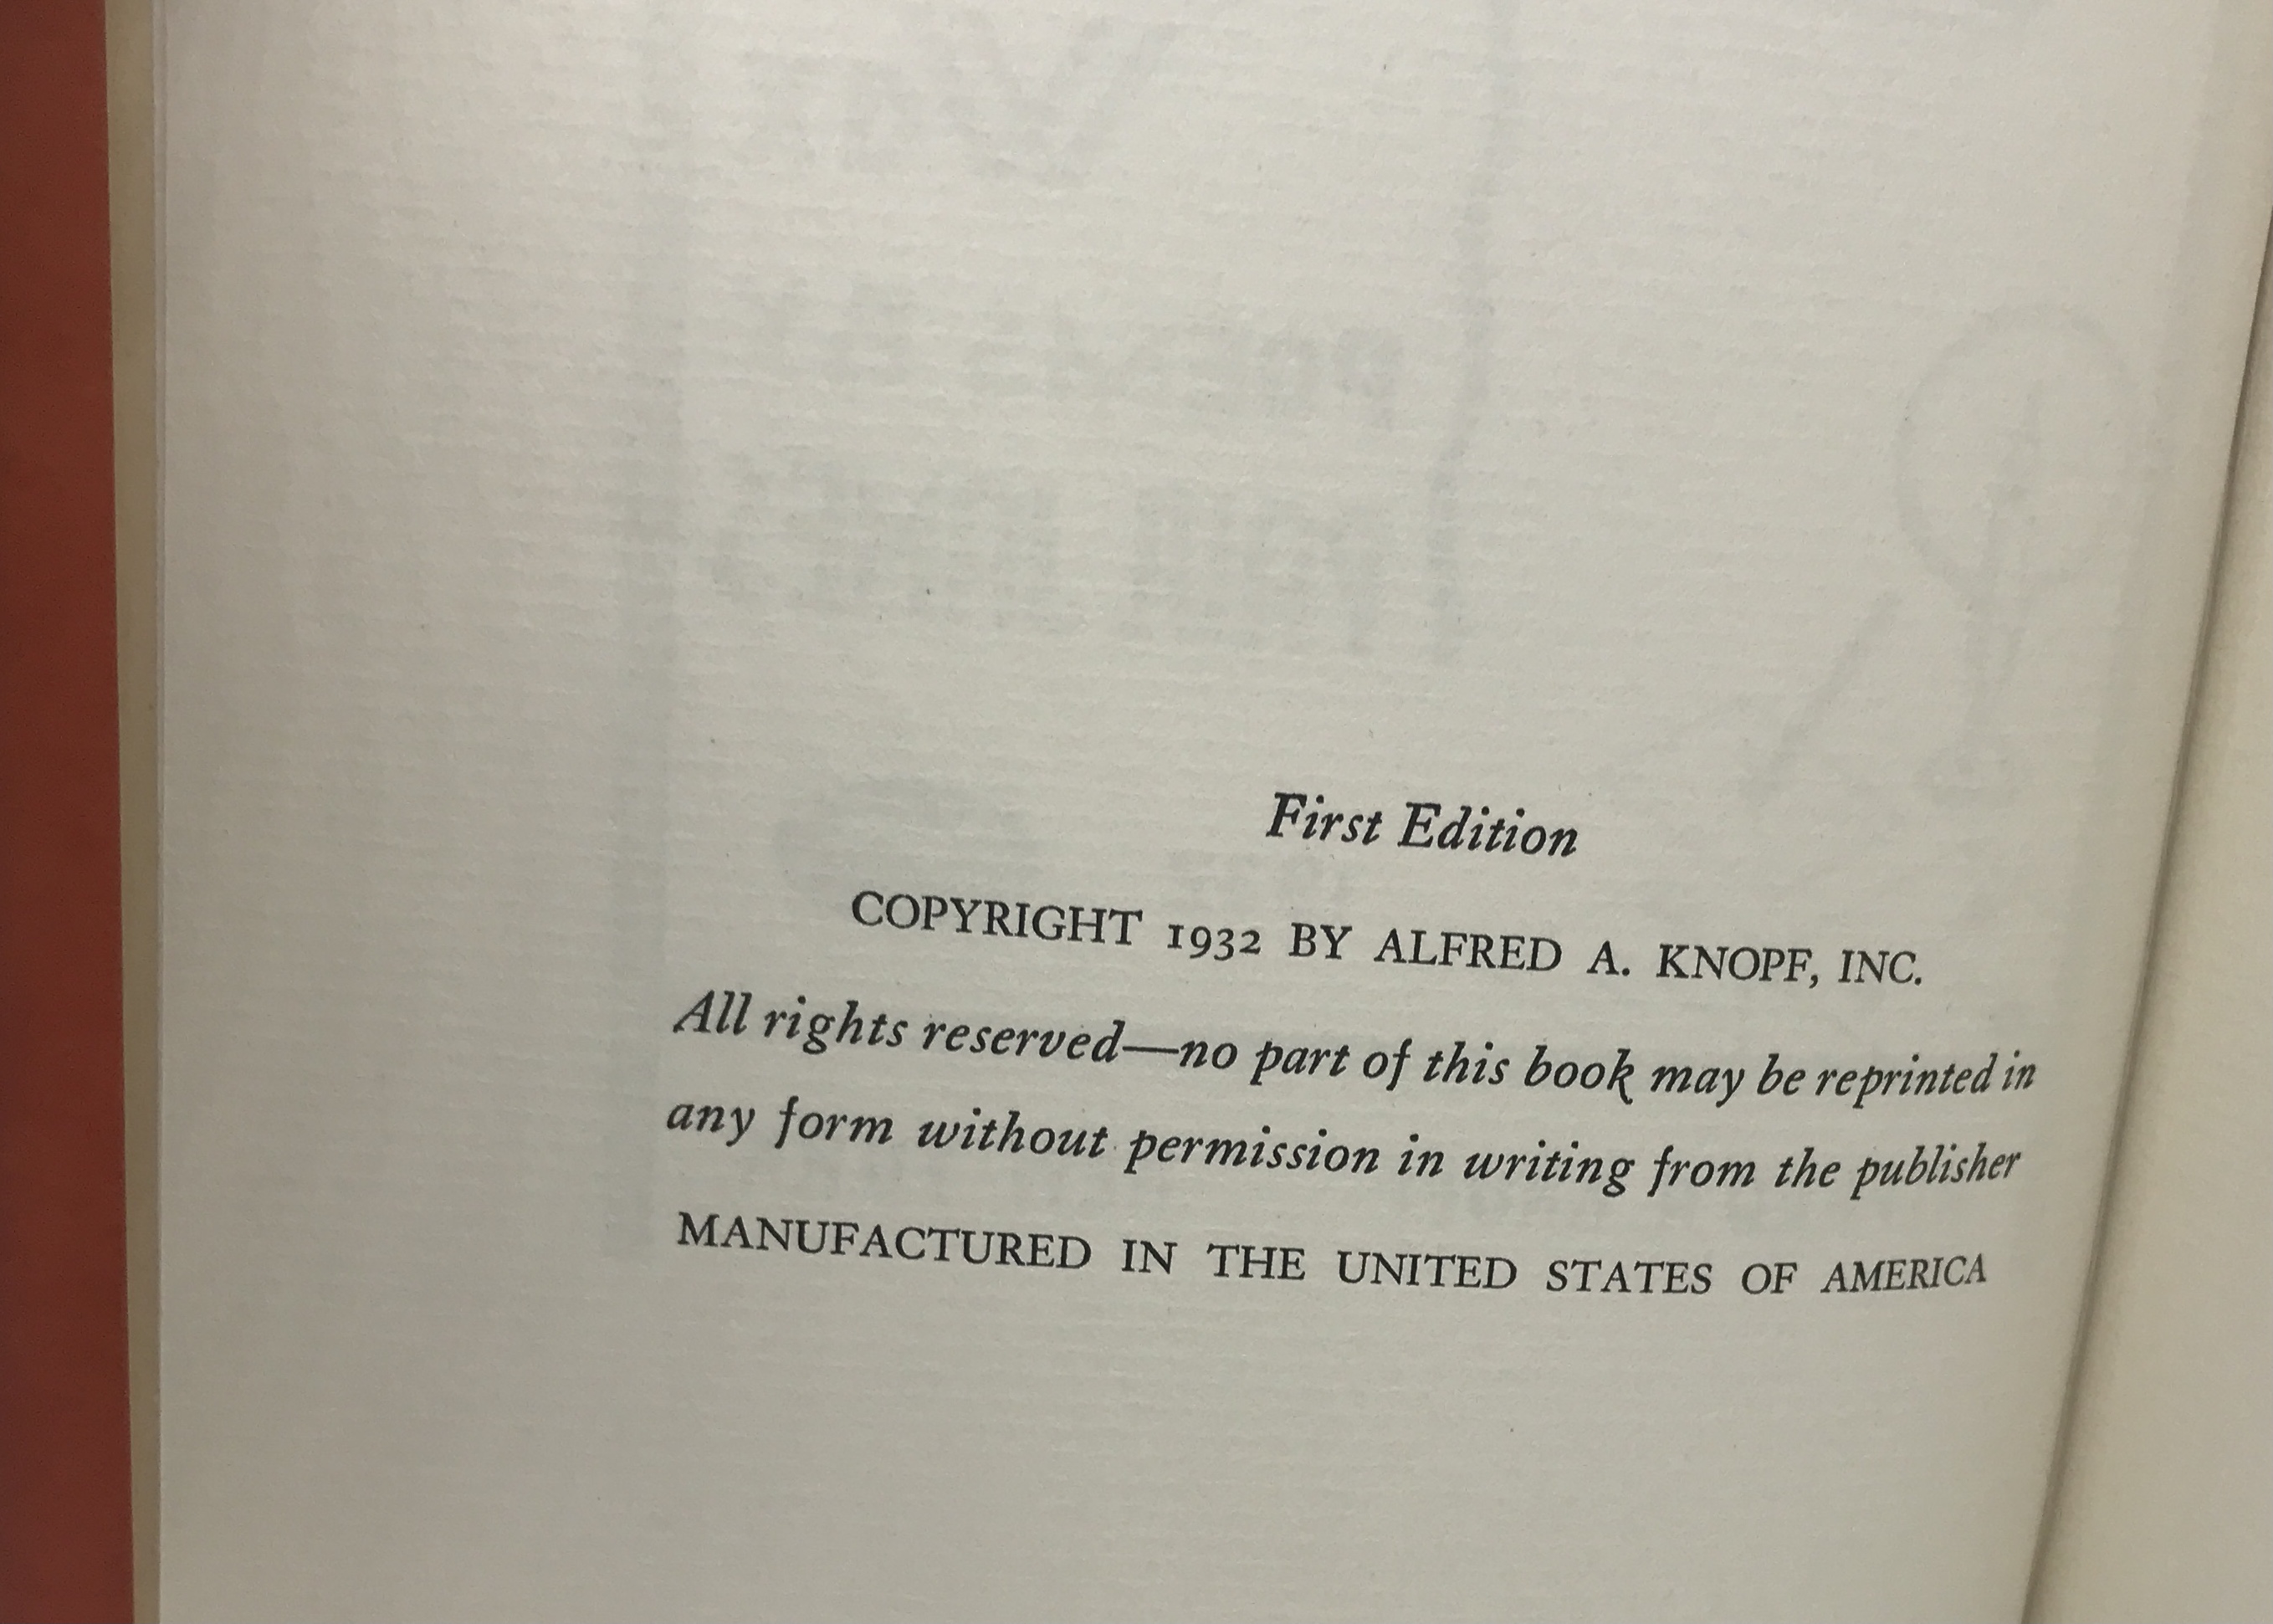 First Edition
COPYRIGHT 1932 BY ALFRED A. KNOPF, INC.
All rights reserved—no part of this book may be reprinted in
any form without permission in writing from the publisher
MANUFACTURED IN THE UNITED STATES OF AMERICA